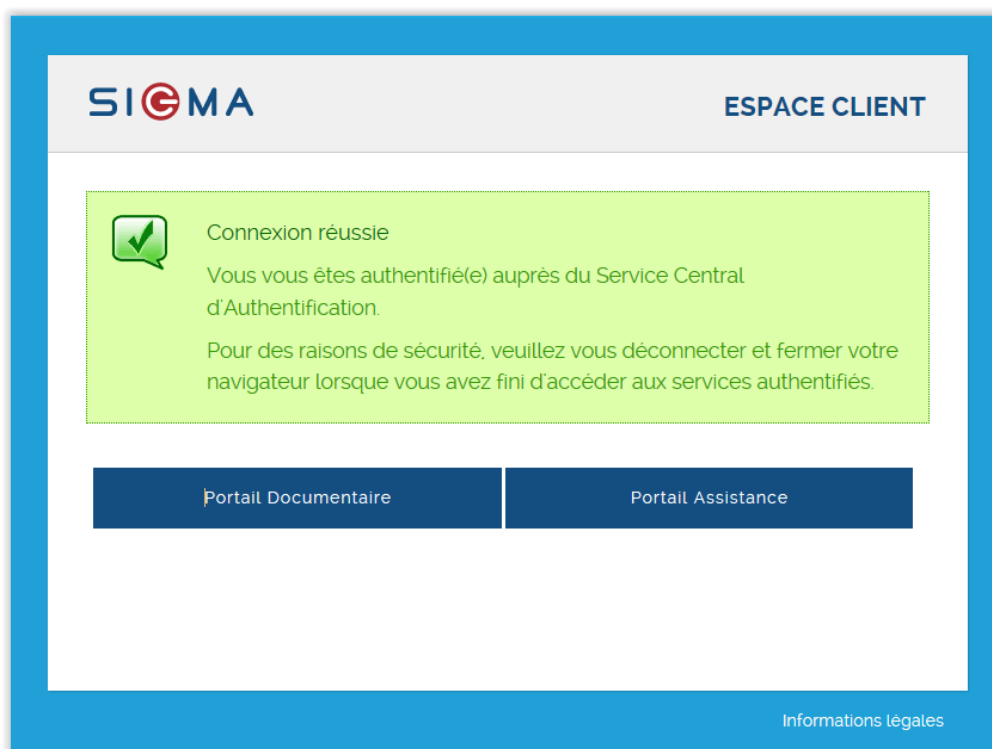 SIGMA
ESPACE CLIENT
Connexion réussie
Vous vous êtes authentifié(e) auprès du Service Central
d'Authentification.
Pour des raisons de sécurité, veuillez vous déconnecter et fermer votre
navigateur lorsque vous avez fini d'accéder aux services authentifiés.
Portail Documentaire
Portail Assistance
Informations légales